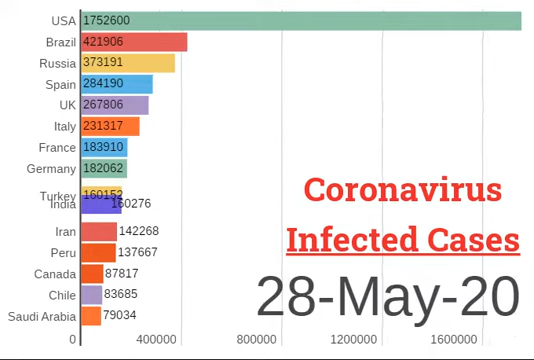 USA 1752600
Brazil 421906
Russia 373191
Spain 284190
UK 267806
Italy 231317
France 183910
Germany 182062
Turkey 160152
India 160276
Iran 142268
Peru 137667
Canada 87817
Chile 83685
Saudi Arabia 79034
Coronavirus
Infected Cases
28-May-20
0 400000 800000 1200000 1600000